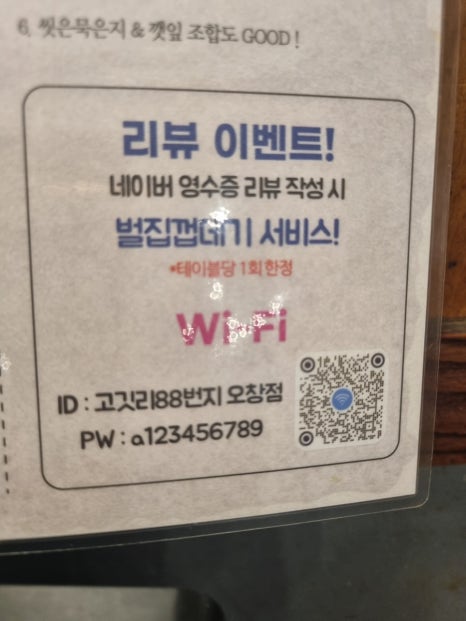 6. 씻은묵은지 & 깻잎 조합도 GOOD!
리뷰 이벤트!
네이버 영수증 리뷰 작성 시
벌집껍데기 서비스!
*테이블당 1회 한정
Wi-Fi
ID : 고깃리88번지 오창점
PW : a123456789